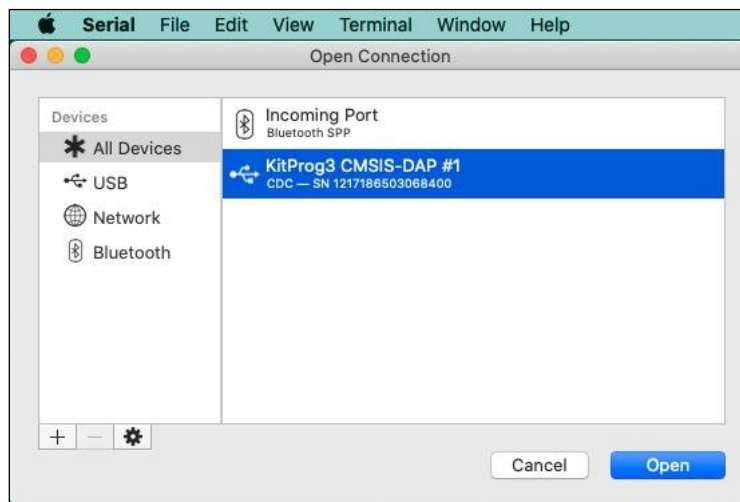 Serial File Edit View Terminal Window Help
Open Connection
Devices
All Devices
USB
Network
Bluetooth
Incoming Port
Bluetooth SPP
KitProg3 CMSIS-DAP #1
CDC — SN 1217186503068400
Cancel Open